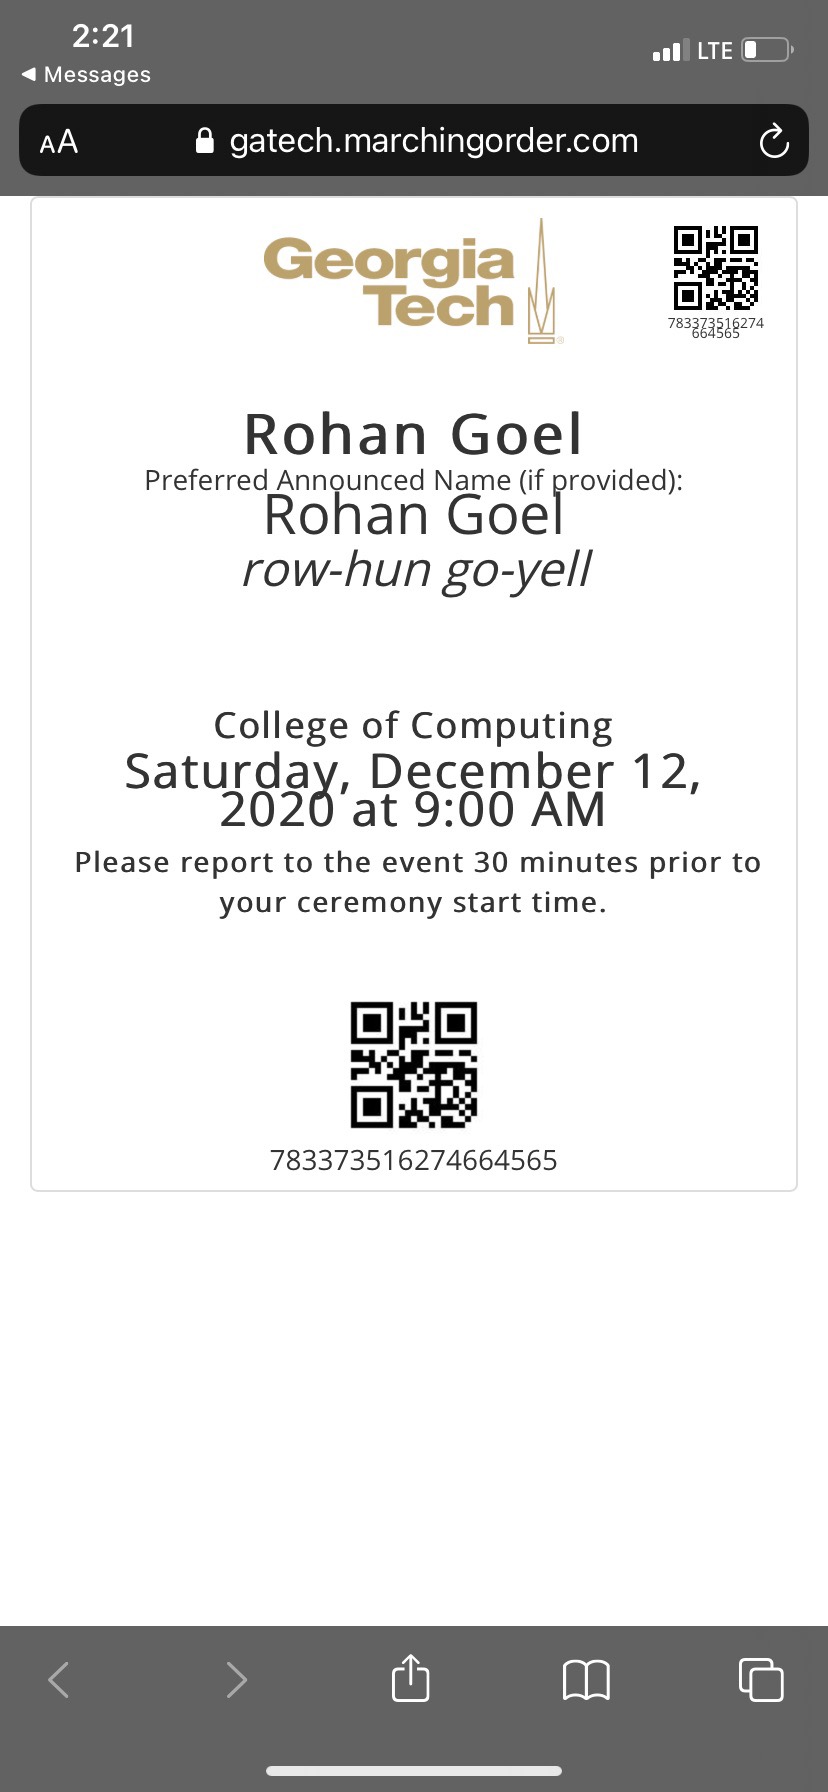 2:21
LTE
◀ Messages
AA
gatech.marchingorder.com
Georgia
Tech
®
783373516274
664565
Rohan Goel
Preferred Announced Name (if provided):
Rohan Goel
row-hun go-yell
College of Computing
Saturday, December 12,
2020 at 9:00 AM
Please report to the event 30 minutes prior to
your ceremony start time.
783373516274664565